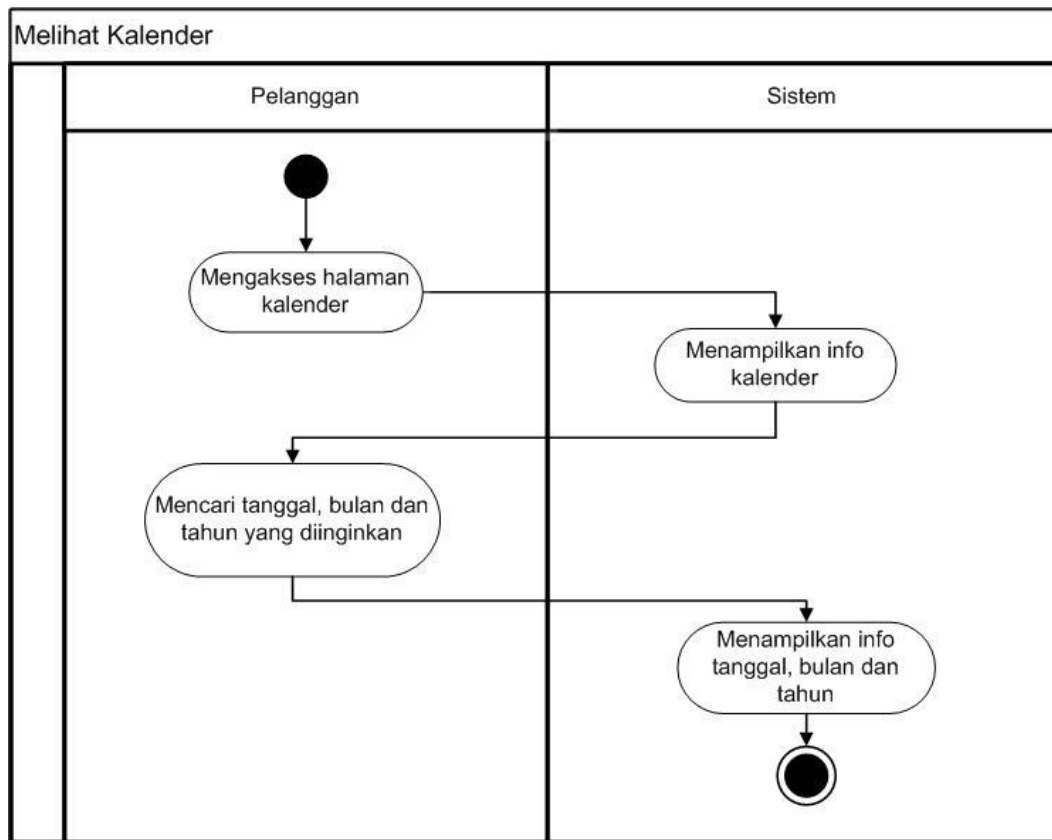 Melihat Kalender
Pelanggan
Sistem
Mengakses halaman
kalender
Menampilkan info
kalender
Mencari tanggal, bulan dan
tahun yang diinginkan
Menampilkan info
tanggal, bulan dan
tahun